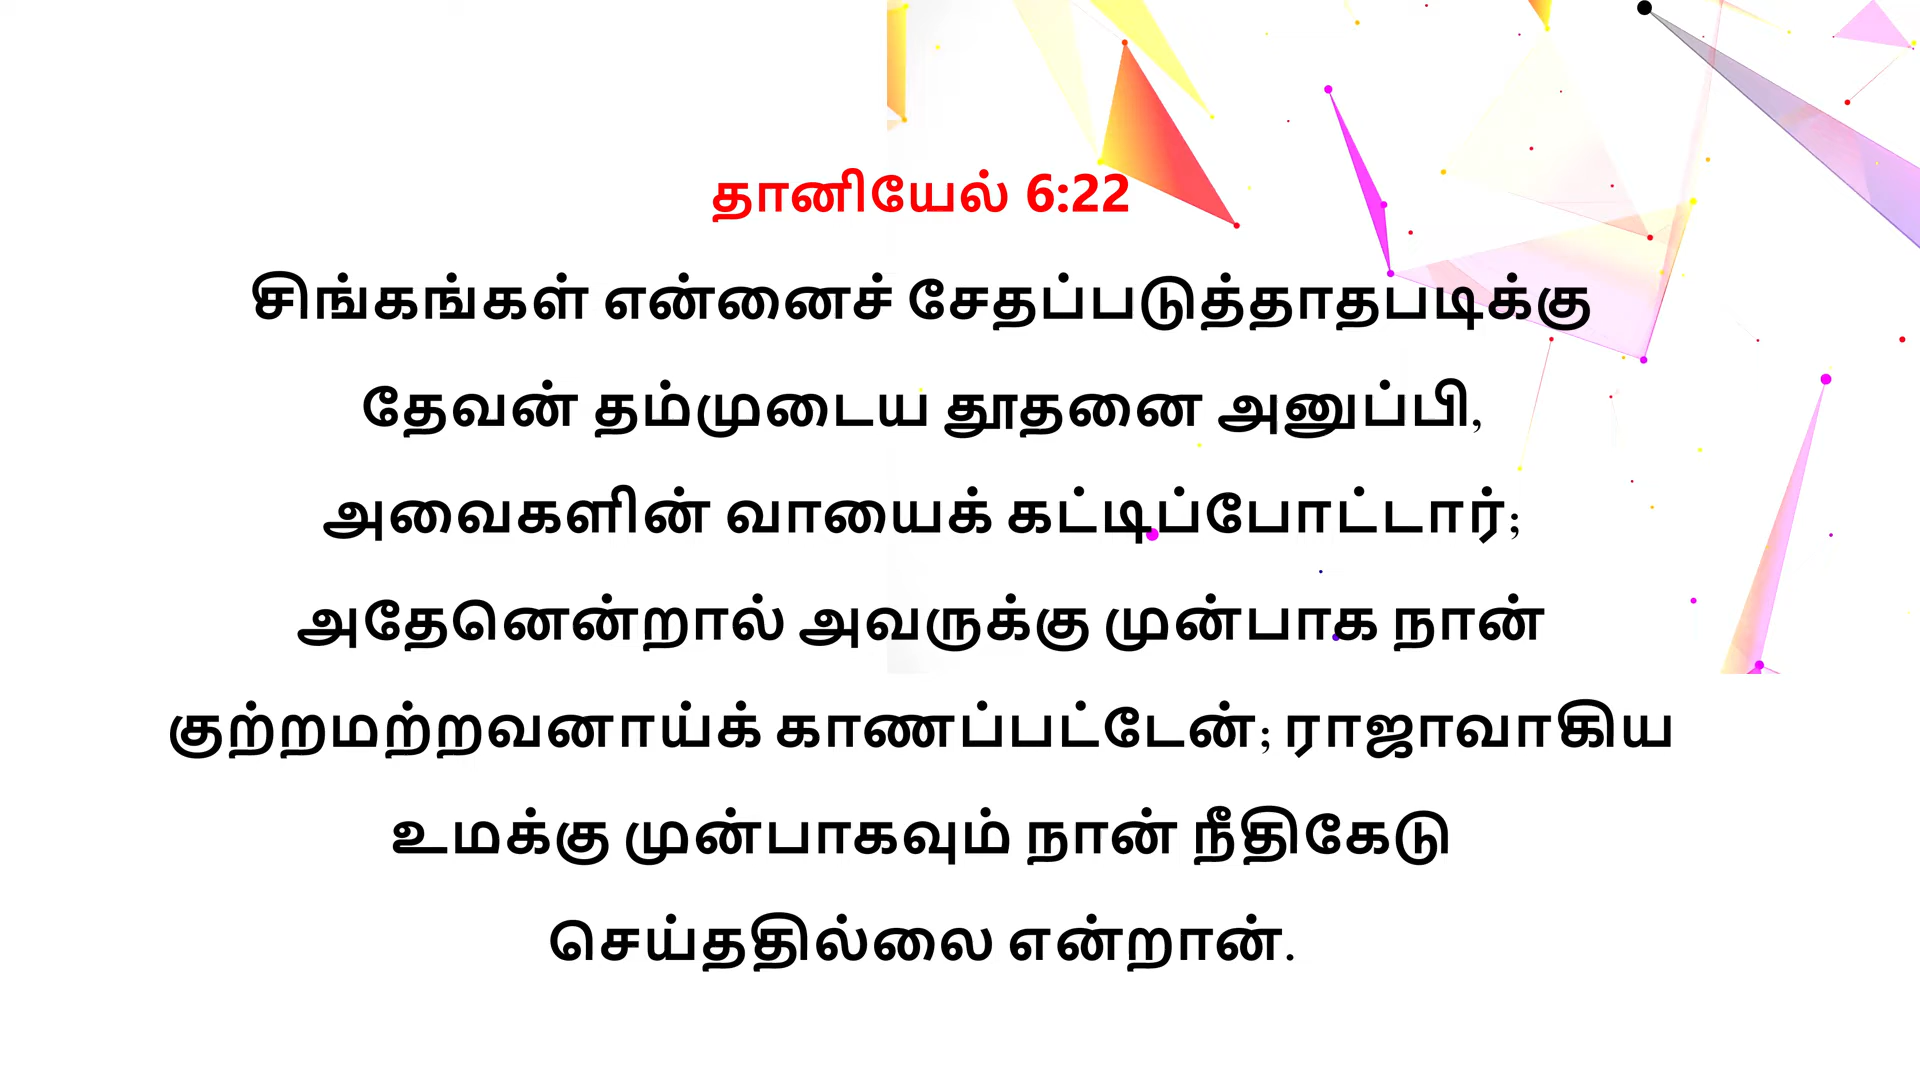 தானியேல் 6:22
சிங்கங்கள் என்னைச் சேதப்படுத்தாதபடிக்கு
தேவன் தம்முடைய தூதனை அனுப்பி,
அவைகளின் வாயைக் கட்டிப்போட்டார்;
அதேனென்றால் அவருக்கு முன்பாக நான்
குற்றமற்றவனாய்க் காணப்பட்டேன்; ராஜாவாகிய
உமக்கு முன்பாகவும் நான் நீதிகேடு
செய்ததில்லை என்றான்.